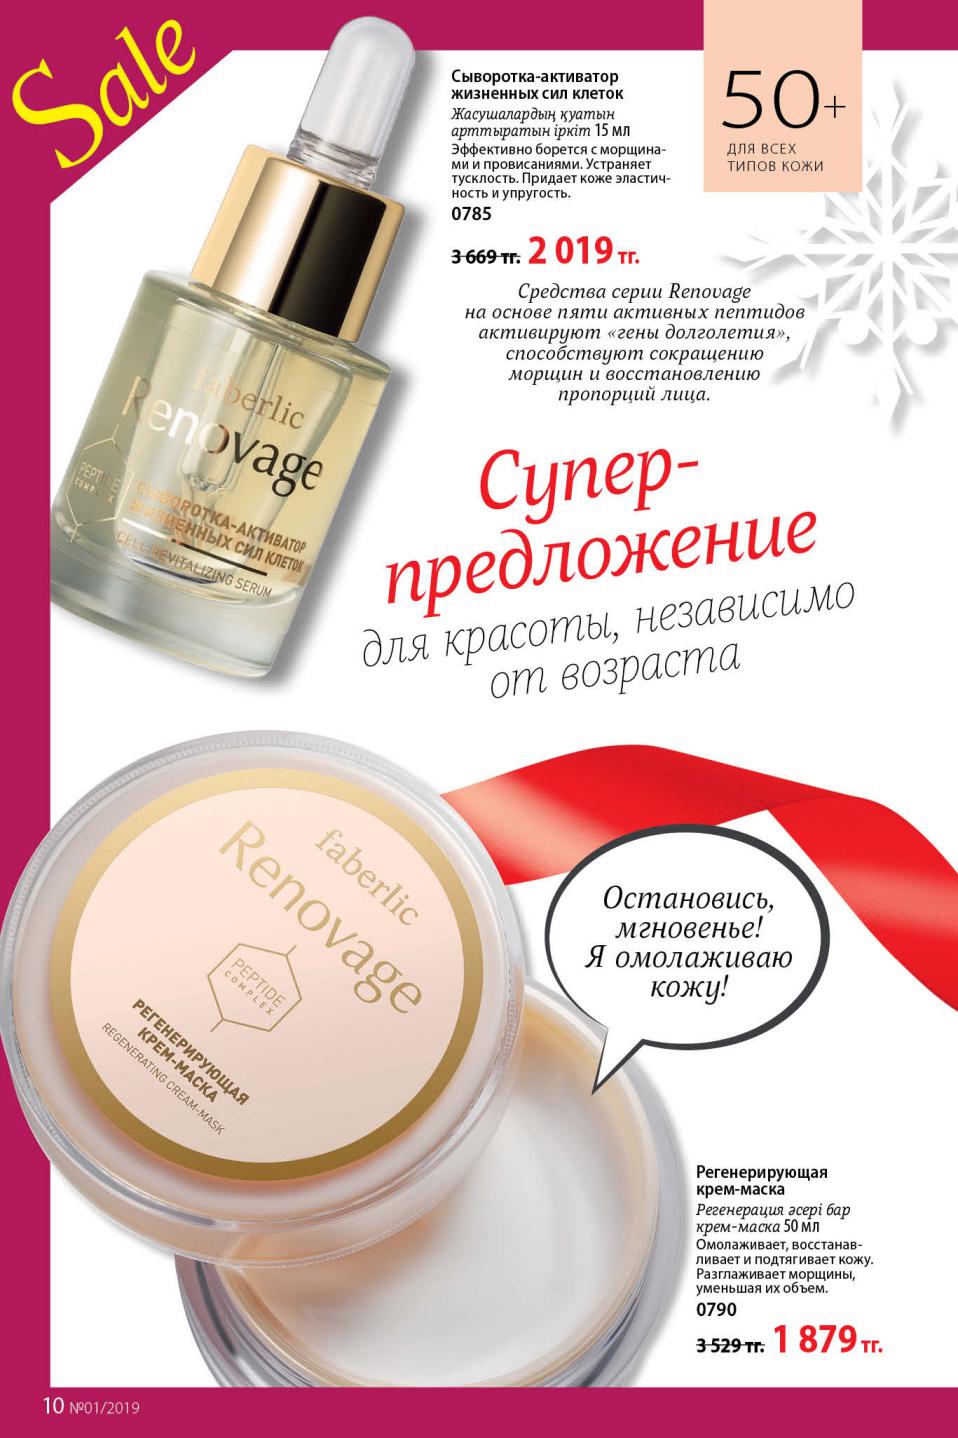 Sale
Сыворотка-активатор
жизненных сил клеток
Жасушалардың қуатын
арттыратын іркіт 15 мл
Эффективно борется с морщина-
ми и провисаниями. Устраняет
тусклость. Придает коже эластич-
ность и упругость.
0785
3 669 тг. 2 019 тг.
50+
ДЛЯ ВСЕХ
ТИПОВ КОЖИ
Средства серии Renovage
на основе пяти активных пептидов
активируют «гены долголетия»,
способствуют сокращению
морщин и восстановлению
пропорций лица.
faberlic
Renovage
PEPTIDE
COMPLEX
СЫВОРОТКА-АКТИВАТОР
ЖИЗНЕННЫХ СИЛ КЛЕТОК
CELL REVITALIZING SERUM
Супер-
предложение
для красоты, независимо
от возраста
faberlic
Renovage
PEPTIDE
COMPLEX
РЕГЕНЕРИРУЮЩАЯ
КРЕМ-МАСКА
REGENERATING CREAM-MASK
Остановись,
мгновенье!
Я омолаживаю
кожу!
Регенерирующая
крем-маска
Регенерация әсері бар
крем-маска 50 мл
Омолаживает, восстанав-
ливает и подтягивает кожу.
Разглаживает морщины,
уменьшая их объем.
0790
3 529 тг. 1 879 тг.
10 №01/2019